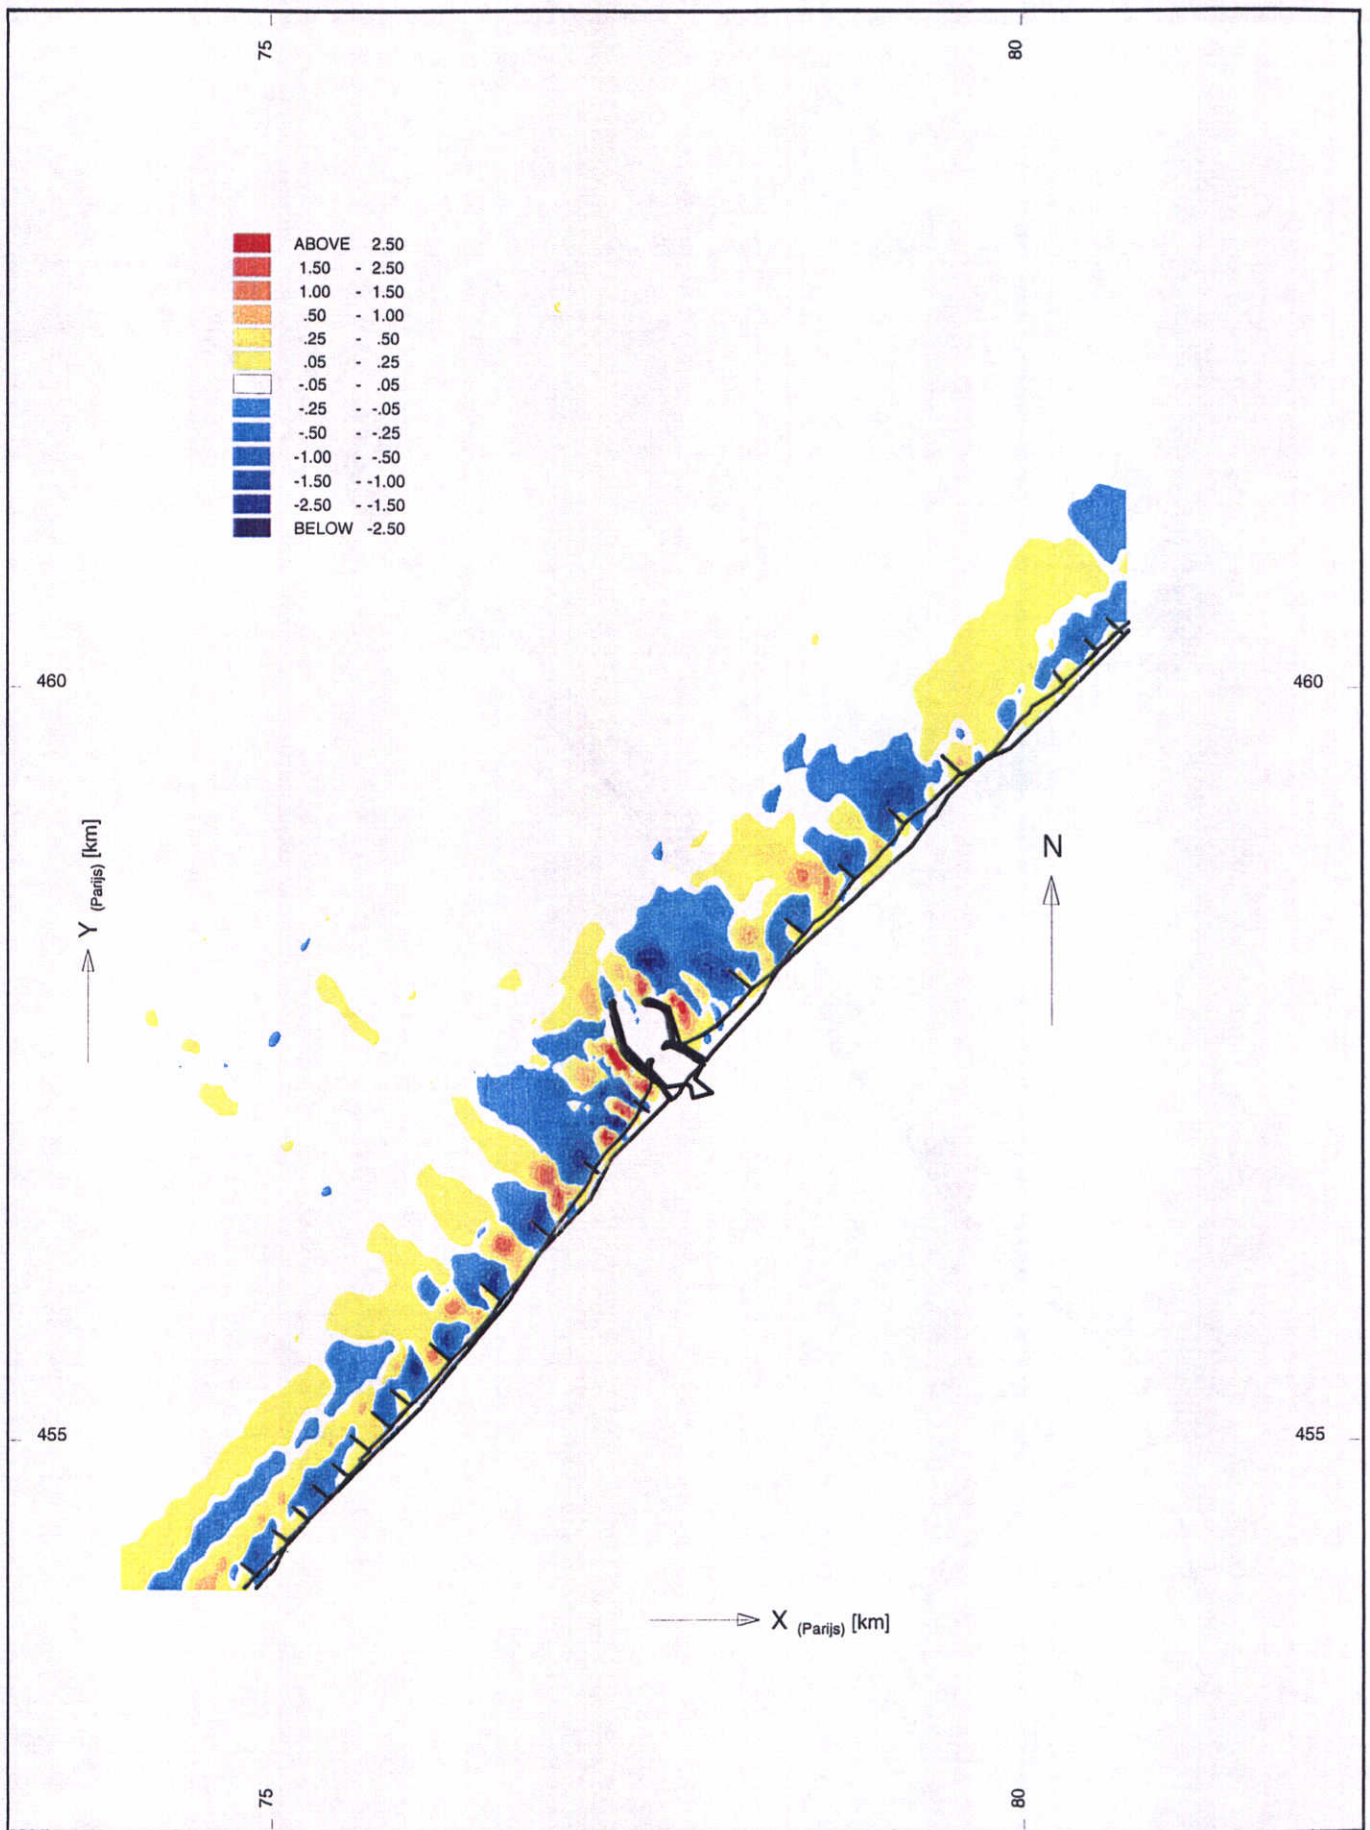 75 80
ABOVE 2.50
1.50 - 2.50
1.00 - 1.50
.50 - 1.00
.25 - .50
.05 - .25
-.05 - .05
-.25 - -.05
-.50 - -.25
-1.00 - -.50
-1.50 - -1.00
-2.50 - -1.50
BELOW -2.50
460 460
Y (Parijs) [km]
N
455 455
X (Parijs) [km]
75 80